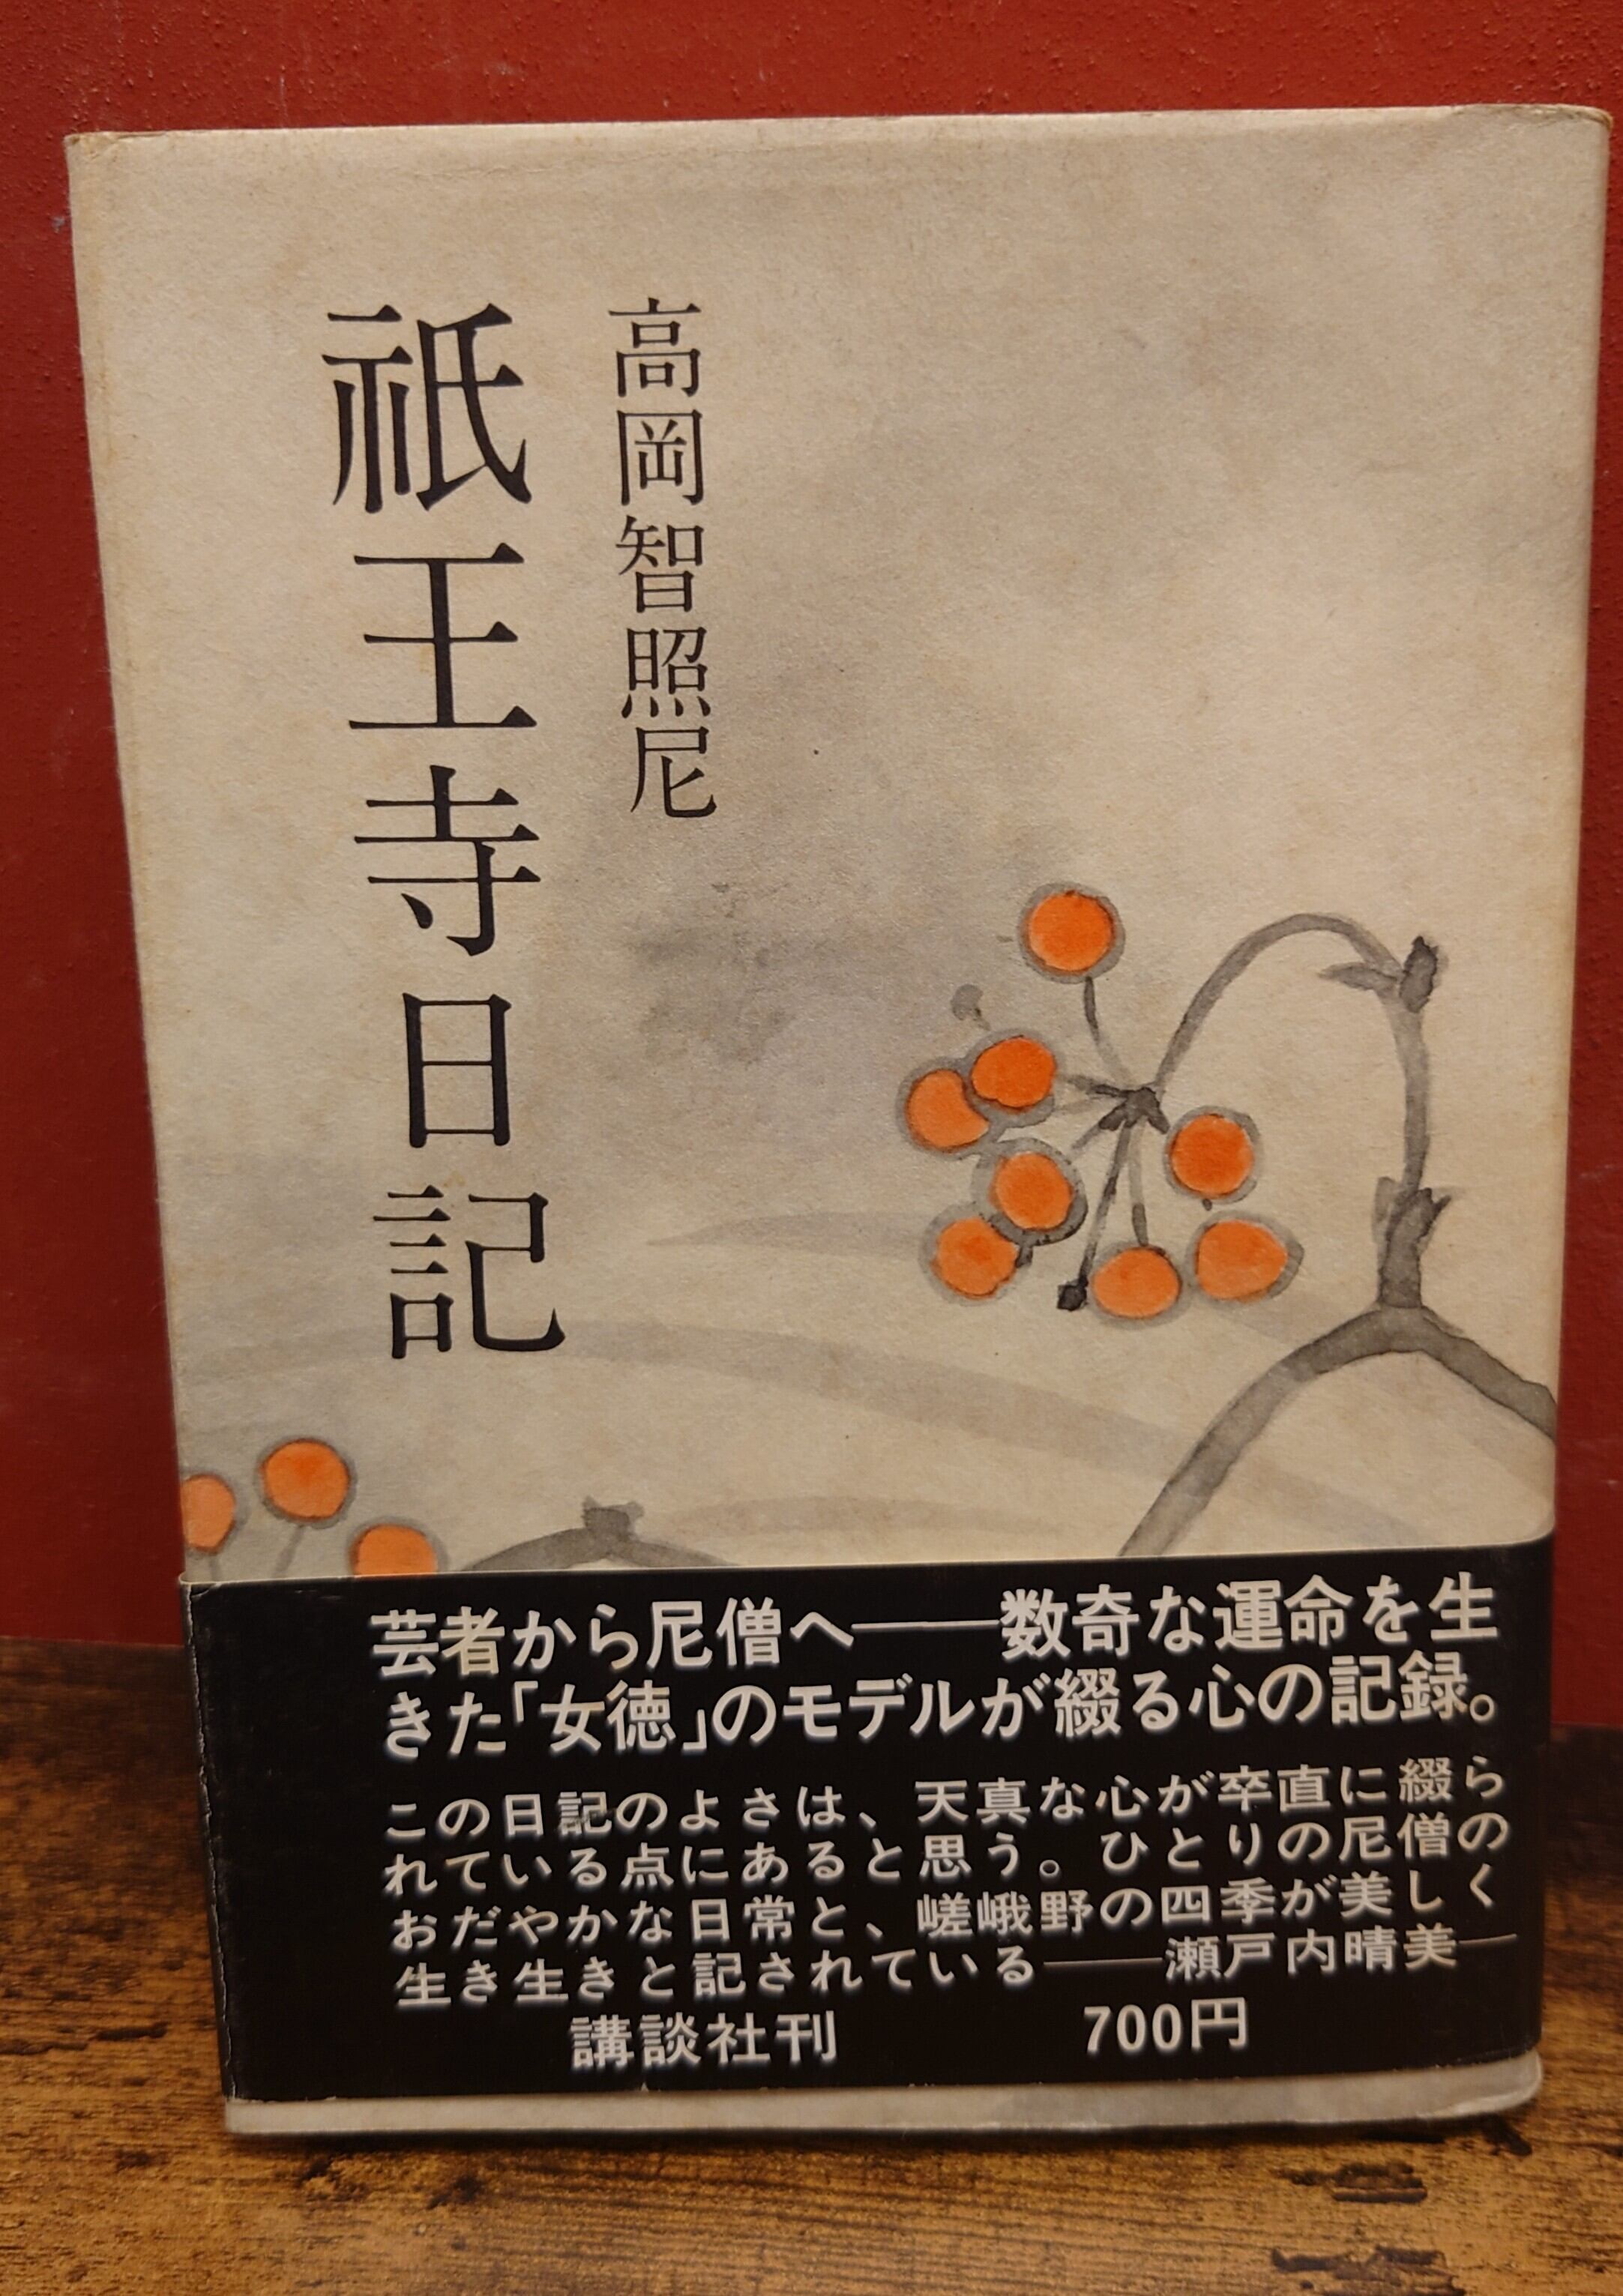 高岡智照尼
祇王寺日記
芸者から尼僧へ――数奇な運命を生
きた「女徳」のモデルが綴る心の記録。
この日記のよさは、天真な心が卒直に綴ら
れている点にあると思う。ひとりの尼僧の
おだやかな日常と、嵯峨野の四季が美しく
生き生きと記されている――瀬戸内晴美―
講談社刊 700円